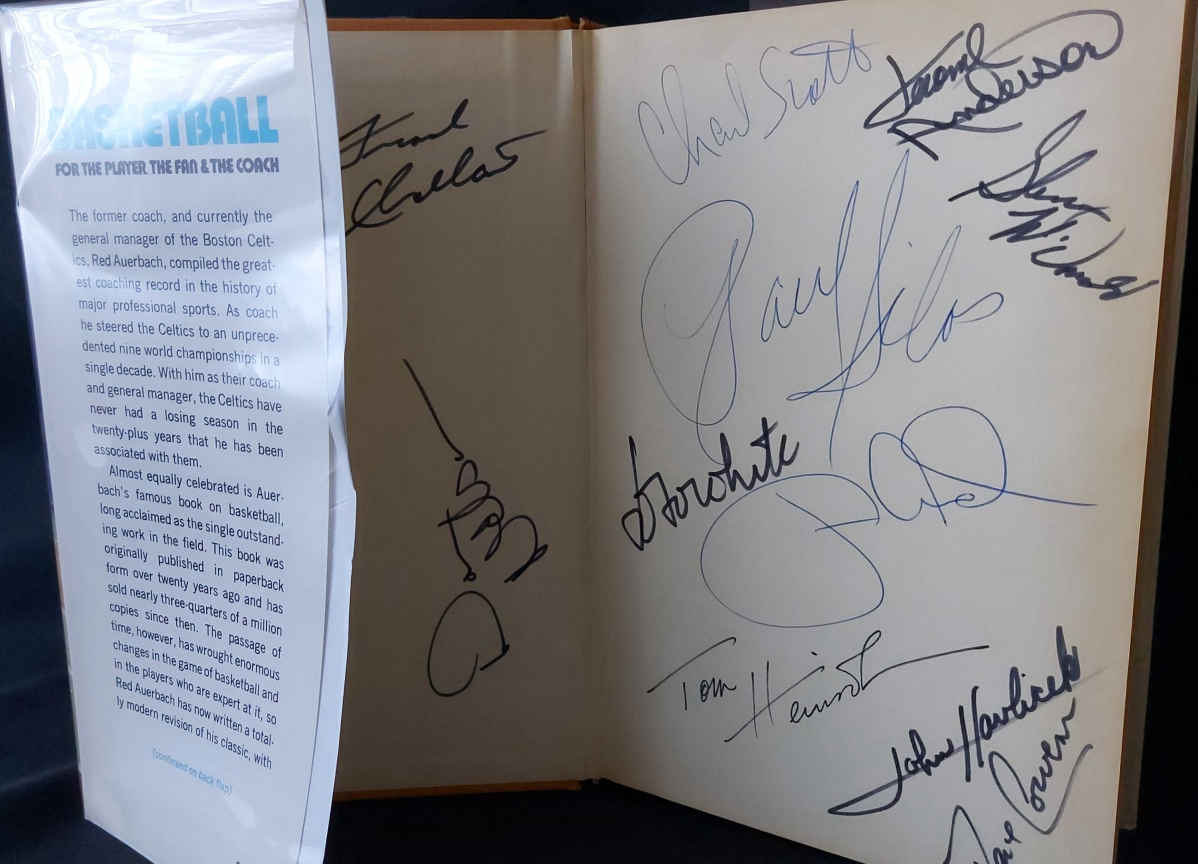 BASKETBALL
FOR THE PLAYER THE FAN & THE COACH
The former coach, and currently the
general manager of the Boston Celt-
ics, Red Auerbach, compiled the great-
est coaching record in the history of
major professional sports. As coach
he steered the Celtics to an unprece-
dented nine world championships in a
single decade. With him as their coach
and general manager, the Celtics have
never had a losing season in the
twenty-plus years that he has been
associated with them.
Almost equally celebrated is Auer-
bach's famous book on basketball,
long acclaimed as the single outstand-
ing work in the field. This book was
originally published in paperback
form over twenty years ago and has
sold nearly three-quarters of a million
copies since then. The passage of
time, however, has wrought enormous
changes in the game of basketball and
in the players who are expert at it, so
Red Auerbach has now written a total-
ly modern revision of his classic, with
(continued on back flap)
Paul Silas
Jo Jo White
Tom Heinsohn
John Havlicek
Dave Cowens